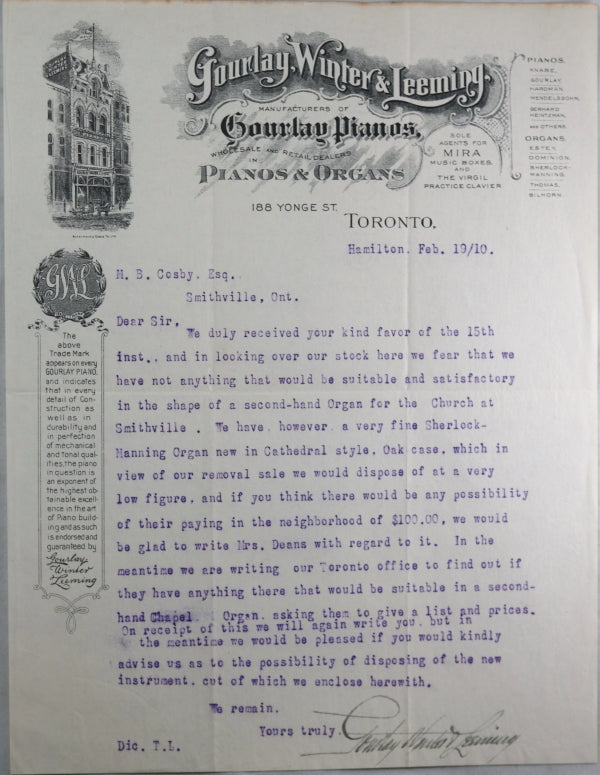 Gourlay, Winter & Leeming,
MANUFACTURERS OF
Gourlay Pianos,
WHOLESALE AND RETAIL DEALERS
IN
PIANOS & ORGANS
188 YONGE ST.
TORONTO.
SOLE
AGENTS FOR
MIRA
MUSIC BOXES,
AND
THE VIRGIL
PRACTICE CLAVIER
PIANOS.
KNABE,
GOURLAY,
HARDMAN,
MENDELSSOHN,
GERHARD
HEINTZMAN,
AND OTHERS.
ORGANS.
ESTEY,
DOMINION,
SHERLOCK-
MANNING,
THOMAS,
BILHORN.
GW&L
The
above
Trade Mark
appears on every
GOURLAY PIANO,
and indicates
that in every
detail of Con-
struction as
well as in
durability and
in perfection
of mechanical
and tonal qual-
ities, the piano
in question is
an exponent of
the highest ob-
tainable excell-
ence in the art
of Piano build-
ing and as such
is endorsed and
guaranteed by
Gourlay
Winter
& Leeming
Hamilton. Feb. 19/10.
M. B. Cosby, Esq.
Smithville, Ont.
Dear Sir,
We duly received your kind favor of the 15th
inst., and in looking over our stock here we fear that we
have not anything that would be suitable and satisfactory
in the shape of a second-hand Organ for the Church at
Smithville . We have, however, a very fine Sherlock-
Manning Organ new in Cathedral style, Oak case, which in
view of our removal sale we would dispose of at a very
low figure, and if you think there would be any possibility
of their paying in the neighborhood of $100.00, we would
be glad to write Mrs. Deans with regard to it. In the
meantime we are writing our Toronto office to find out if
they have anything there that would be suitable in a second-
hand Chapel Organ, asking them to give a list and prices.
On receipt of this we will again write you, but in
the meantime we would be pleased if you would kindly
advise us as to the possibility of disposing of the new
instrument, cut of which we enclose herewith.
We remain.
Yours truly.
Gourlay Winter & Leeming
Dic. T.L.